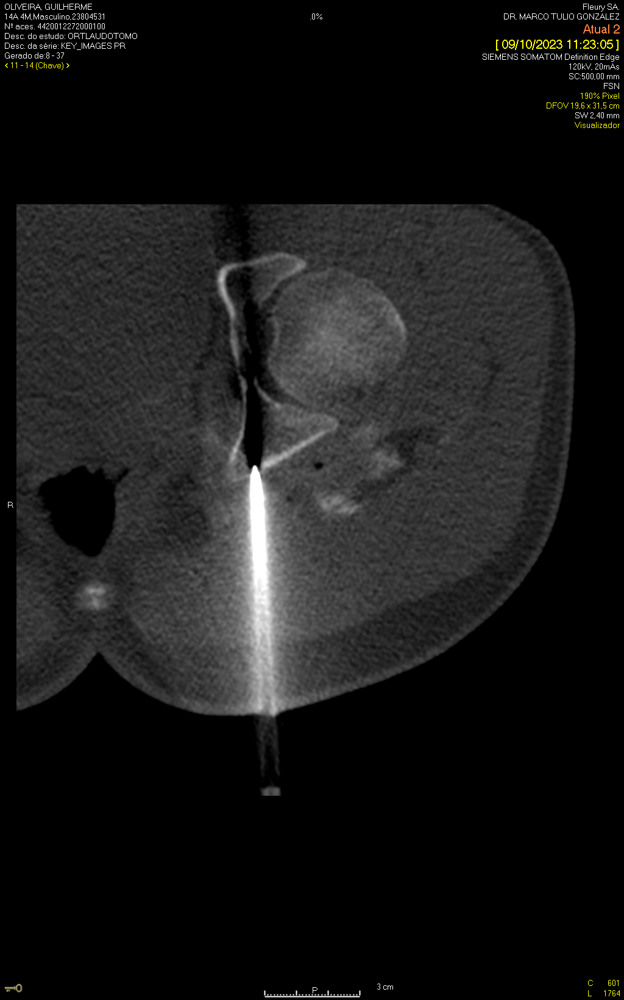 OLIVEIRA, GUILHERME
14A 4M,Masculino,23804531
Nº aces. 4420012272000100
Desc. do estudo: ORTLAUDOTOMO
Desc. da série: KEY_IMAGES PR
Gerado de:8 - 37
< 11 - 14 (Chave) >
.0%
Fleury SA.
DR. MARCO TULIO GONZALEZ
Atual 2
[ 09/10/2023 11:23:05 ]
SIEMENS SOMATOM Definition Edge
120kV, 20mAs
SC:500,00 mm
FSN
190% Pixel
DFOV 19,6 x 31,5 cm
SW 2,40 mm
Visualizador
R
P
3 cm
C 601
L 1764